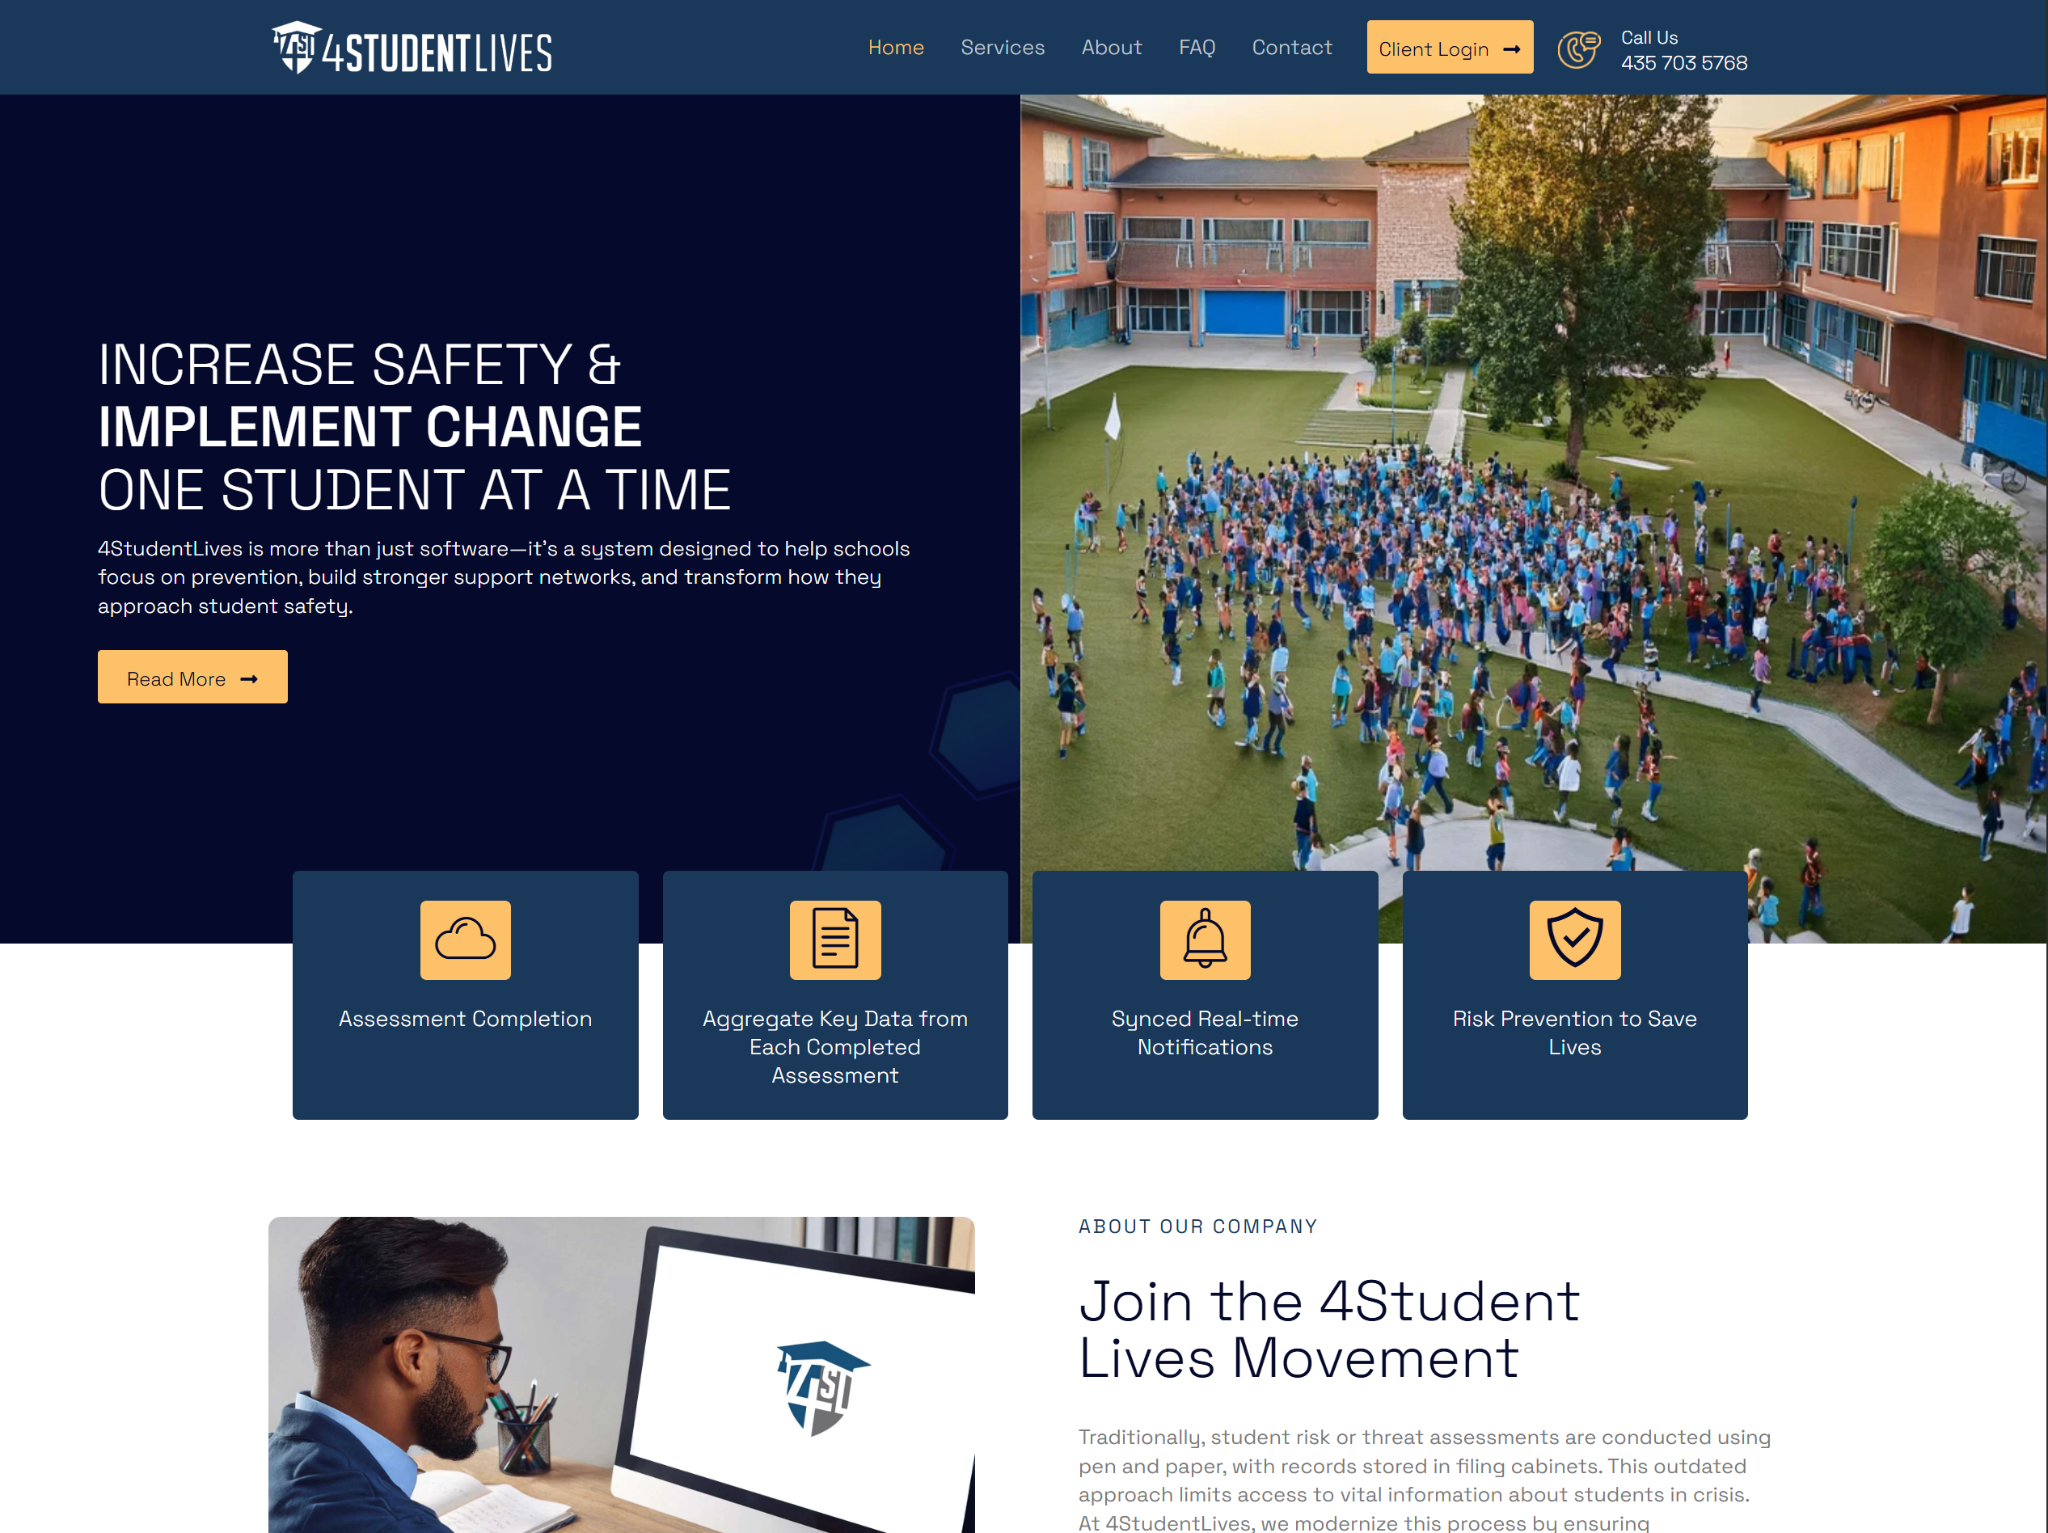 4STUDENTLIVES
Home Services About FAQ Contact
Client Login
Call Us
435 703 5768
INCREASE SAFETY &
IMPLEMENT CHANGE
ONE STUDENT AT A TIME
4StudentLives is more than just software—it's a system designed to help schools
focus on prevention, build stronger support networks, and transform how they
approach student safety.
Read More
Assessment Completion
Aggregate Key Data from
Each Completed
Assessment
Synced Real-time
Notifications
Risk Prevention to Save
Lives
4SL
ABOUT OUR COMPANY
Join the 4Student
Lives Movement
Traditionally, student risk or threat assessments are conducted using
pen and paper, with records stored in filing cabinets. This outdated
approach limits access to vital information about students in crisis.
At 4StudentLives, we modernize this process by ensuring